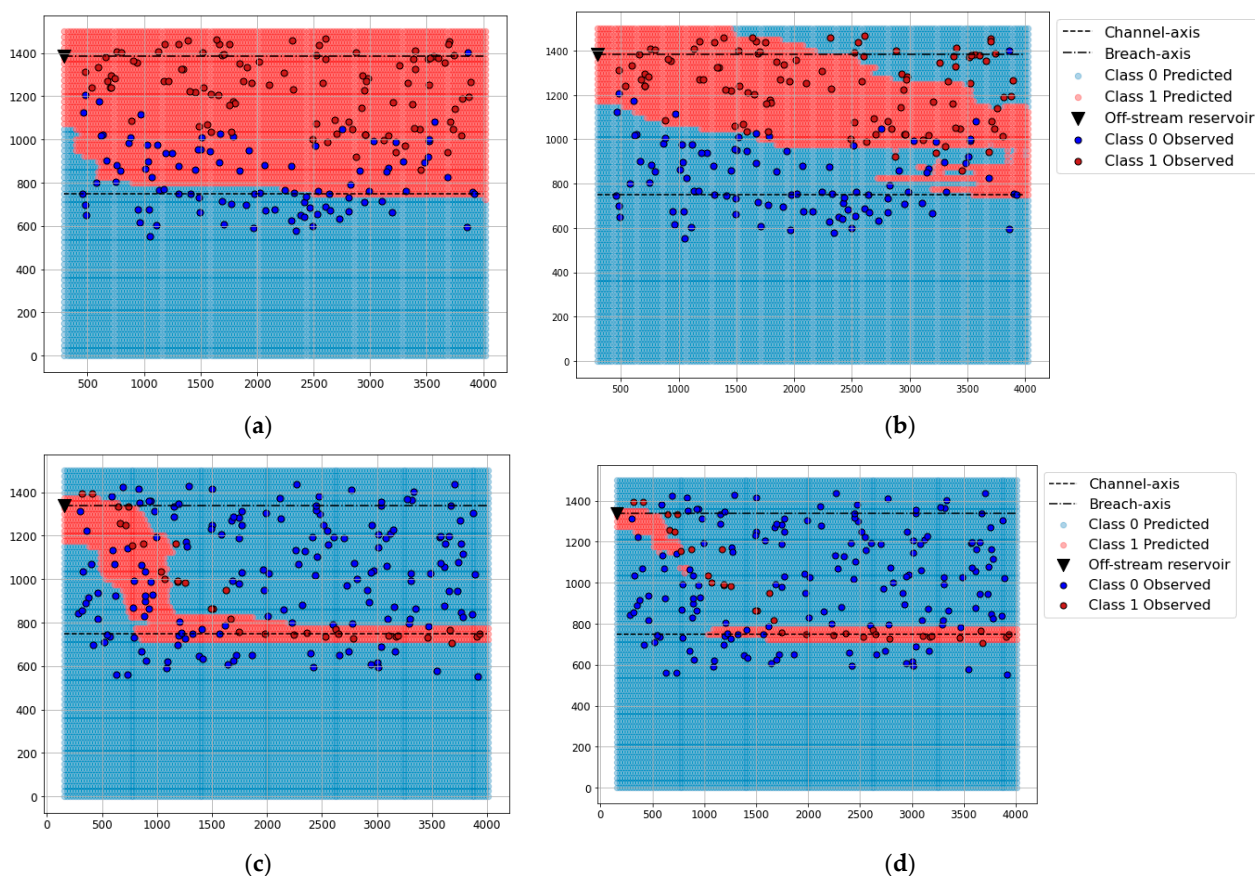 1400
1200
1000
800
600
400
200
0
500 1000 1500 2000 2500 3000 3500 4000
(a)
1400
1200
1000
800
600
400
200
0
500 1000 1500 2000 2500 3000 3500 4000
(b)
Channel-axis
Breach-axis
Class 0 Predicted
Class 1 Predicted
Off-stream reservoir
Class 0 Observed
Class 1 Observed
1400
1200
1000
800
600
400
200
0
0 500 1000 1500 2000 2500 3000 3500 4000
(c)
1400
1200
1000
800
600
400
200
0
0 500 1000 1500 2000 2500 3000 3500 4000
(d)
Channel-axis
Breach-axis
Class 0 Predicted
Class 1 Predicted
Off-stream reservoir
Class 0 Observed
Class 1 Observed